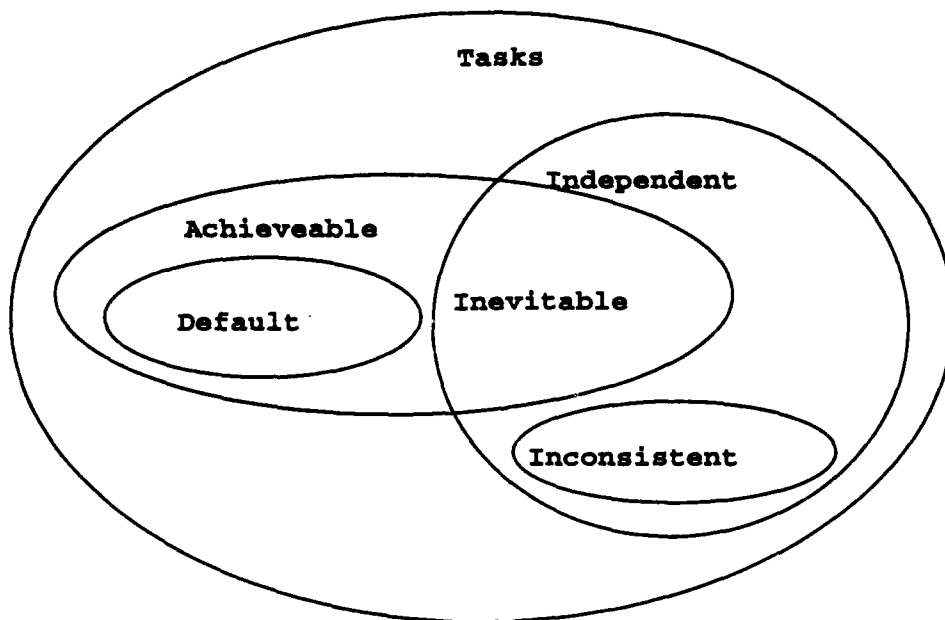 Tasks
Independent
Achieveable
Inevitable
Default
Inconsistent